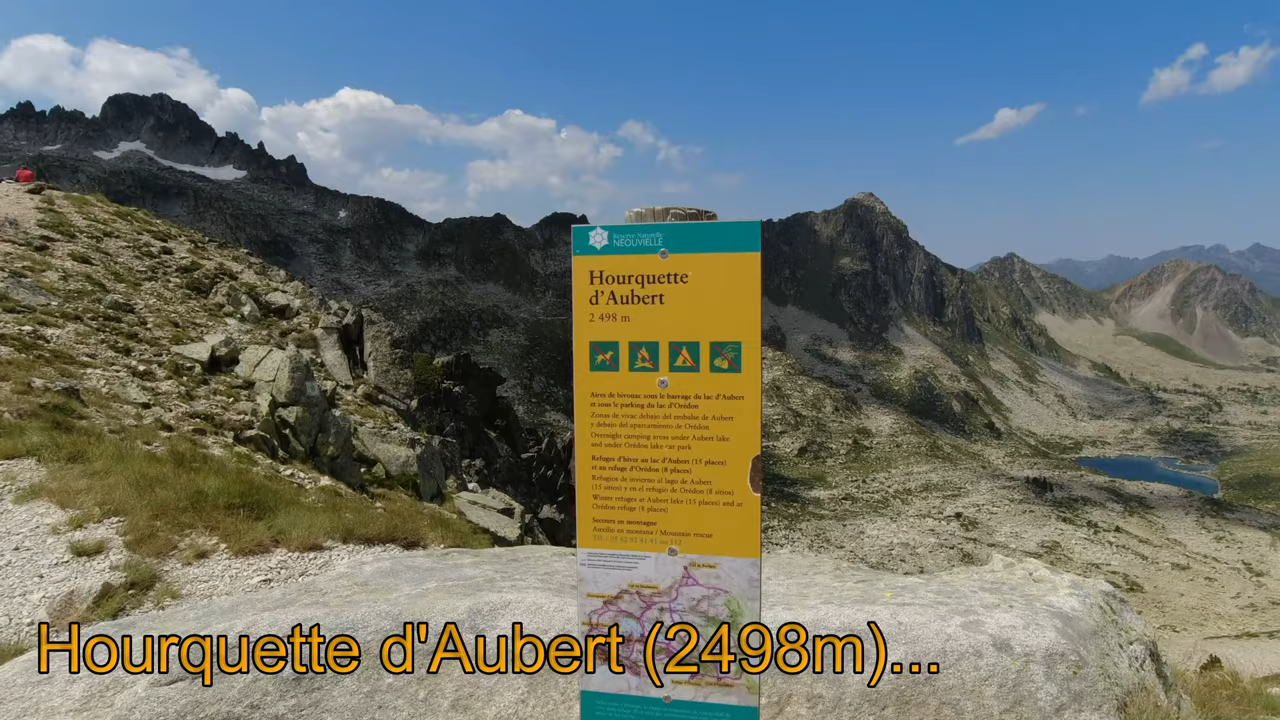 Réserve Naturelle
NEOUVIELLE
Hourquette
d'Aubert
2 498 m
Aires de bivouac sous le barrage du lac d'Aubert
et sous le parking du lac d'Orédon
Zonas de vivac debajo del embalse de Aubert
y debajo del apartamiento de Orédon
Overnight camping areas under Aubert lake
and under Orédon lake car park
Refuges d'hiver au lac d'Aubert (15 places)
et au refuge d'Orédon (8 places)
Refugios de invierno al lago de Aubert
(15 sitios) y en el refugio de Orédon (8 sitios)
Winter refuges at Aubert lake (15 places) and at
Orédon refuge (8 places)
Secours en montagne
Auxilio en montana / Mountain rescue
Hourquette d'Aubert (2498m)...